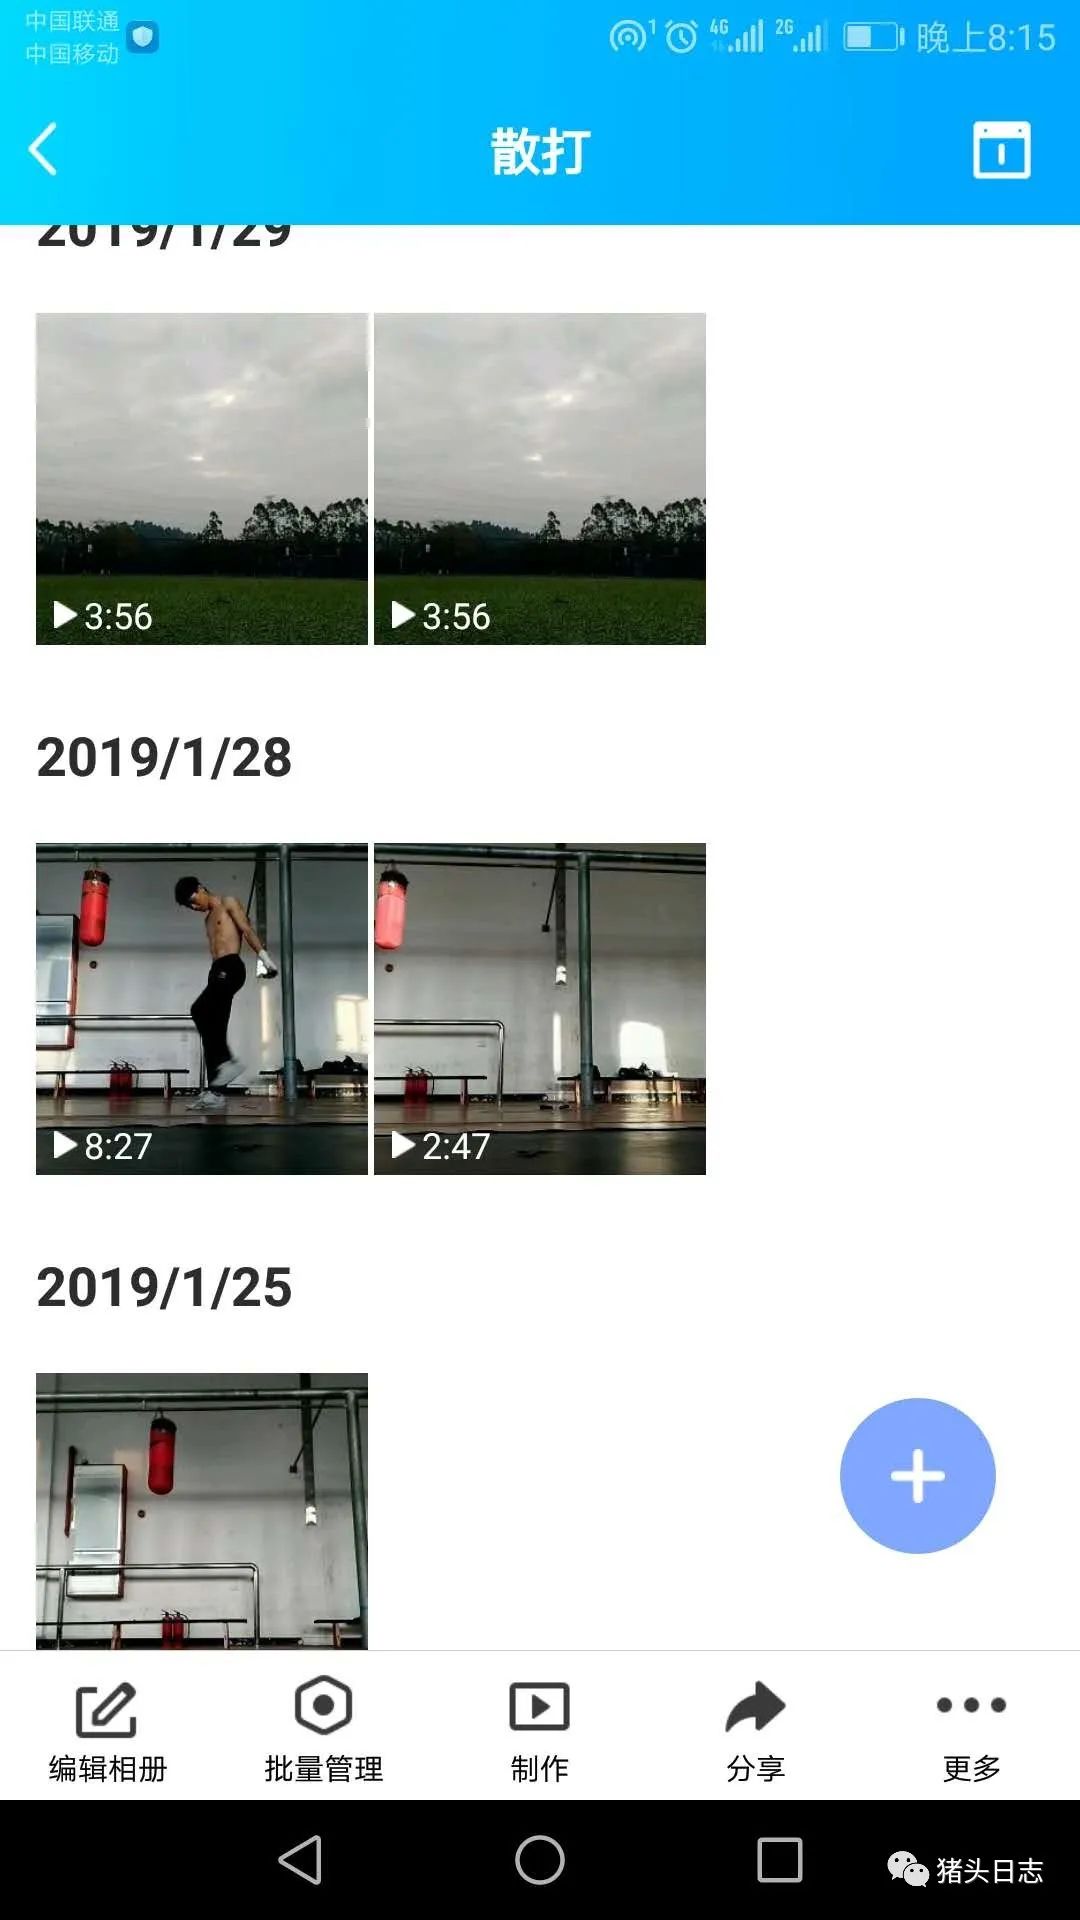 中国联通
中国移动
1 4G 2G 晚上8:15
散打
2019/1/29
3:56 3:56
2019/1/28
8:27 2:47
2019/1/25
编辑相册 批量管理 制作 分享 更多
猪头日志